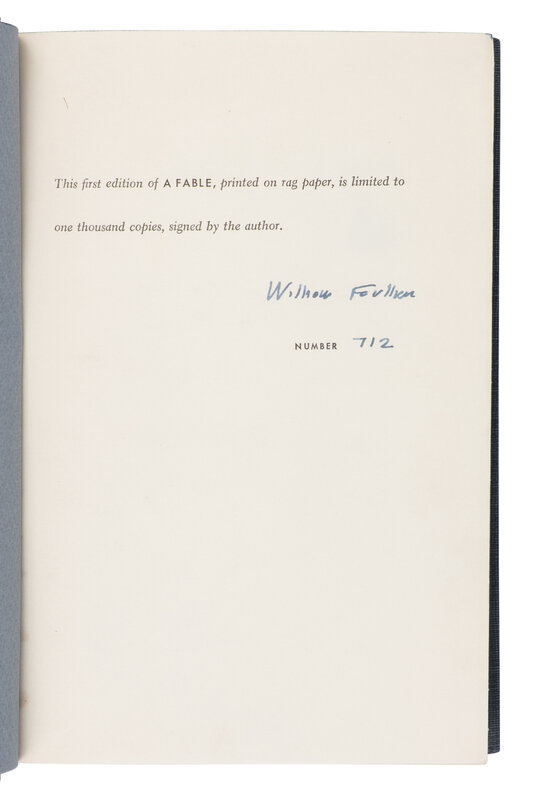 This first edition of A FABLE, printed on rag paper, is limited to
one thousand copies, signed by the author.
William Faulkner
NUMBER 712